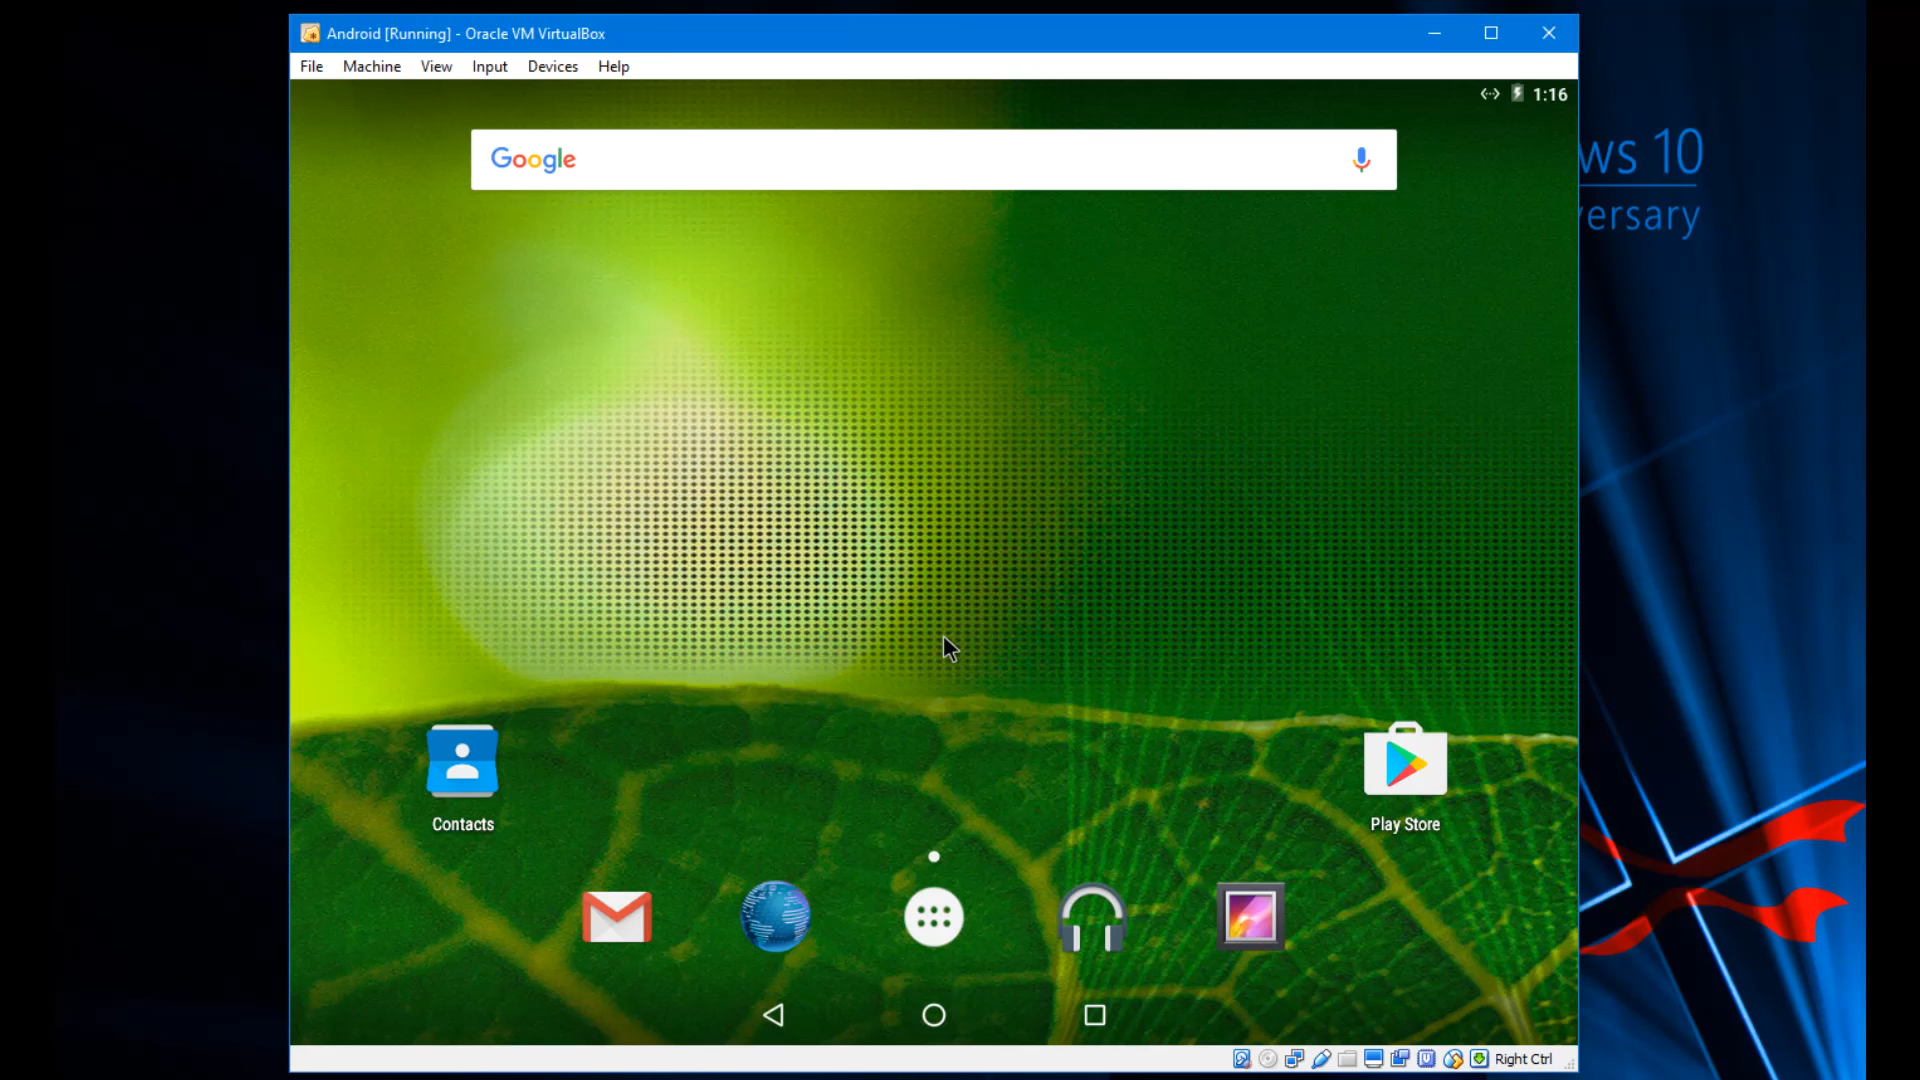 Android [Running] - Oracle VM VirtualBox
File Machine View Input Devices Help
1:16
Google
ws 10
ersary
Contacts
Play Store
Right Ctrl